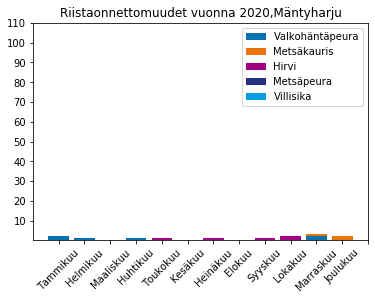 Riistaonnettomuudet vuonna 2020,Mäntyharju
110
100
90
80
70
60
50
40
30
20
10
Valkohäntäpeura
Metsäkauris
Hirvi
Metsäpeura
Villisika
Tammikuu
Helmikuu
Maaliskuu
Huhtikuu
Toukokuu
Kesäkuu
Heinäkuu
Elokuu
Syyskuu
Lokakuu
Marraskuu
Joulukuu